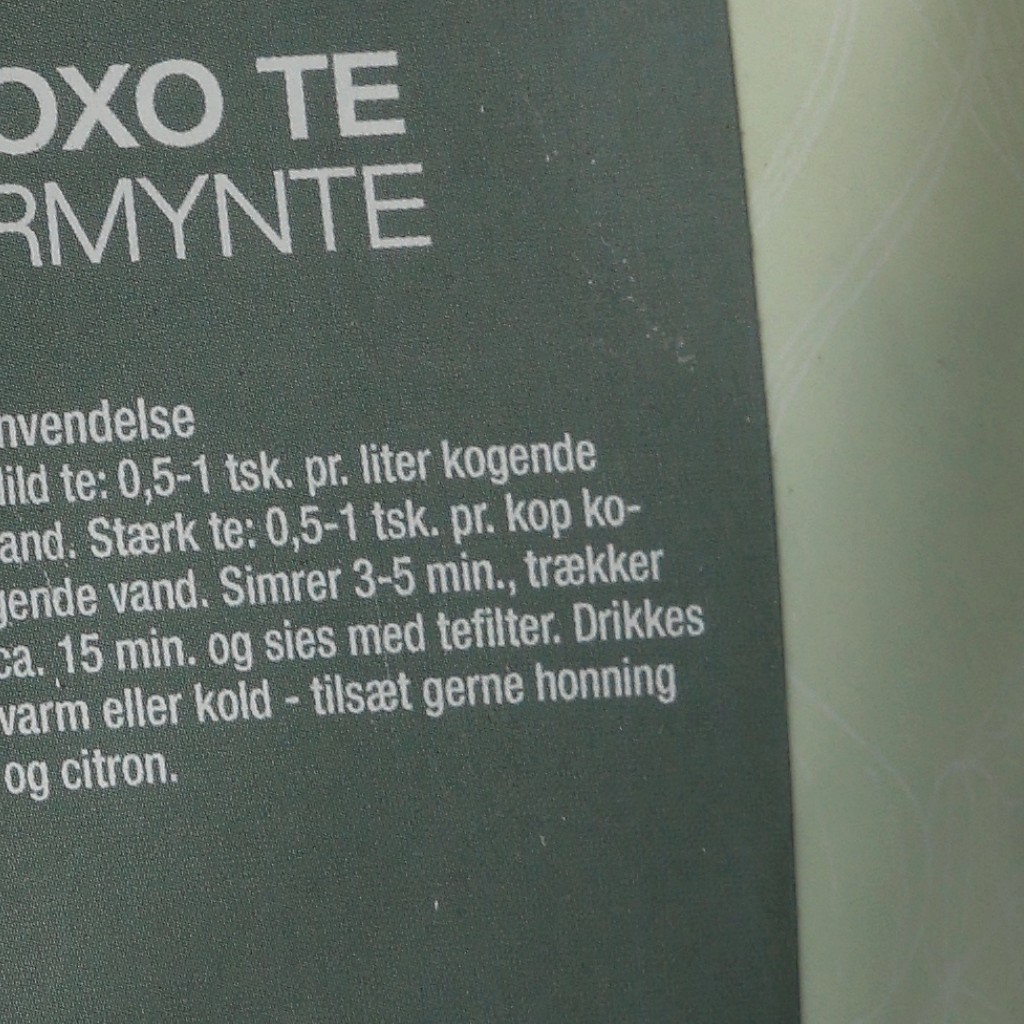 OXO TE
RMYNTE
nvendelse
ild te: 0,5-1 tsk. pr. liter kogende
and. Stærk te: 0,5-1 tsk. pr. kop ko-
gende vand. Simrer 3-5 min., trækker
ca. 15 min. og sies med tefilter. Drikkes
varm eller kold - tilsæt gerne honning
og citron.